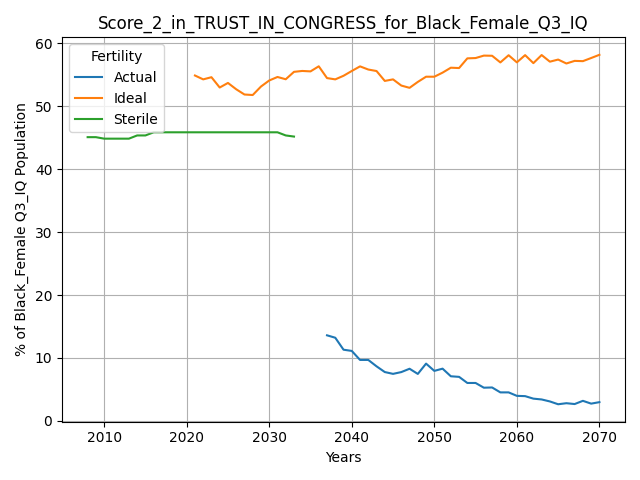 Score_2_in_TRUST_IN_CONGRESS_for_Black_Female_Q3_IQ
Fertility
Actual
Ideal
Sterile
% of Black_Female Q3_IQ Population
60
50
40
30
20
10
0
2010 2020 2030 2040 2050 2060 2070
Years